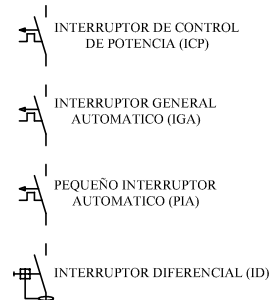 INTERRUPTOR DE CONTROL
DE POTENCIA (ICP)
INTERRUPTOR GENERAL
AUTOMATICO (IGA)
PEQUEÑO INTERRUPTOR
AUTOMATICO (PIA)
INTERRUPTOR DIFERENCIAL (ID)